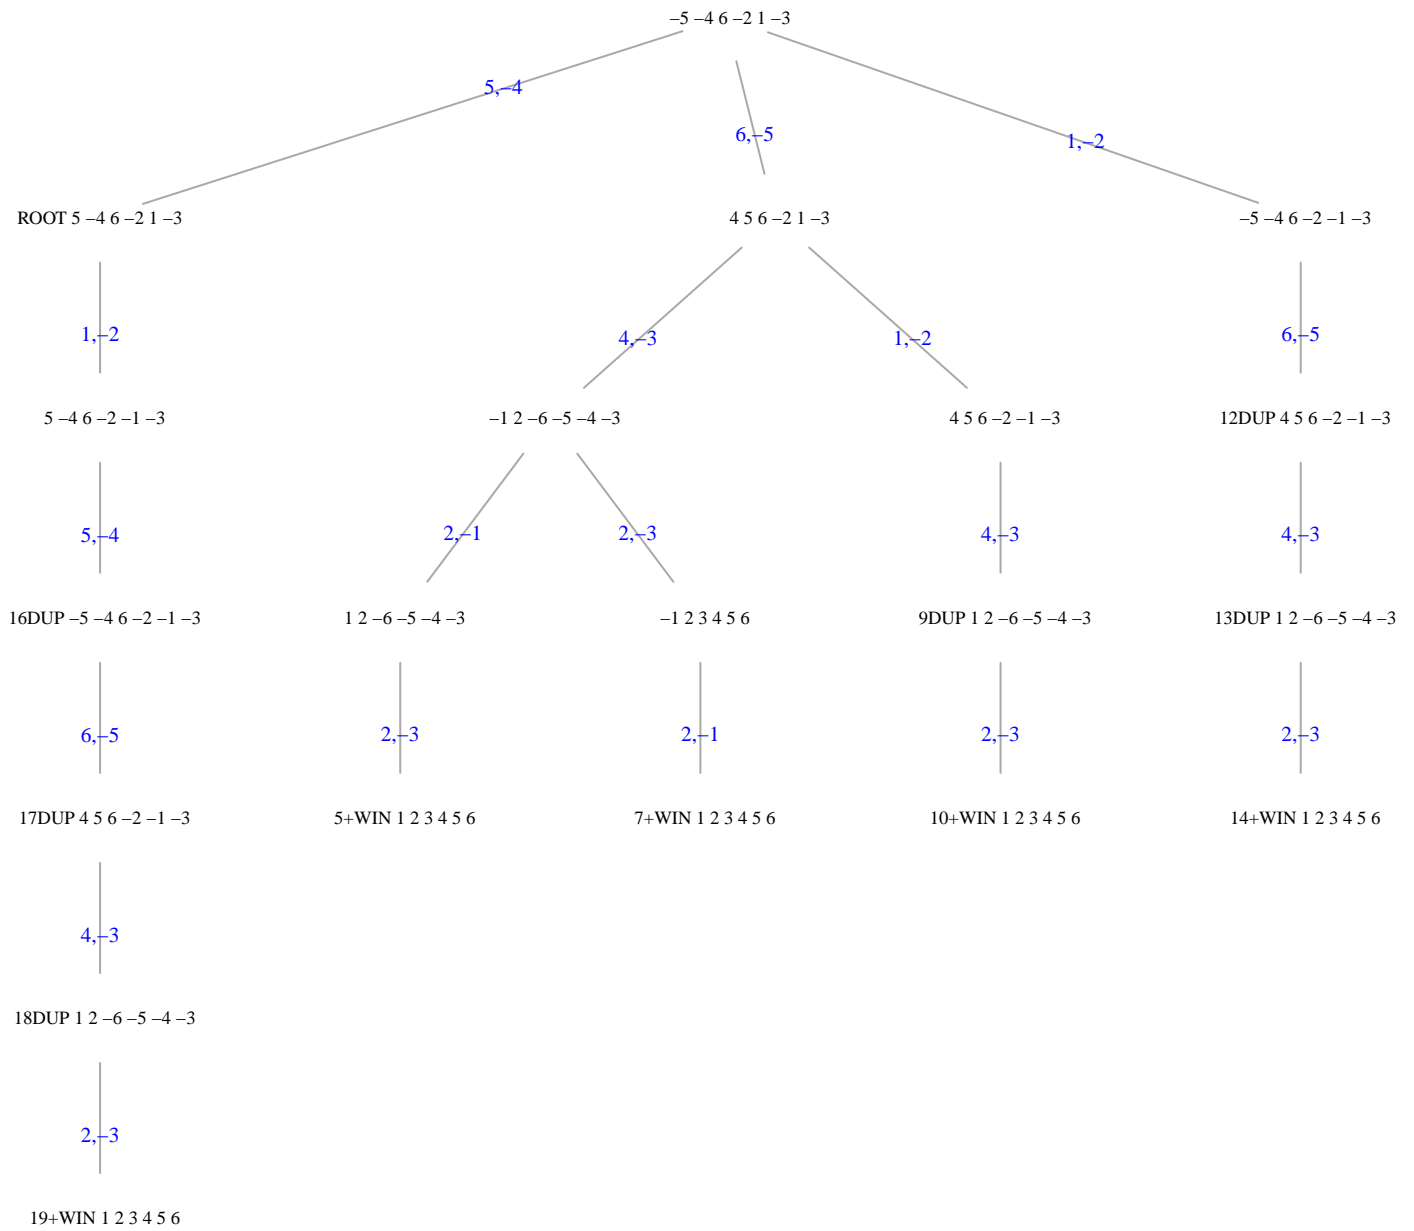 –5 –4 6 –2 1 –3
5,–4
6,–5
1,–2
ROOT 5 –4 6 –2 1 –3
4 5 6 –2 1 –3
–5 –4 6 –2 –1 –3
1,–2
4,–3
1,–2
6,–5
5 –4 6 –2 –1 –3
–1 2 –6 –5 –4 –3
4 5 6 –2 –1 –3
12DUP 4 5 6 –2 –1 –3
5,–4
2,–1
2,–3
4,–3
4,–3
16DUP –5 –4 6 –2 –1 –3
1 2 –6 –5 –4 –3
–1 2 3 4 5 6
9DUP 1 2 –6 –5 –4 –3
13DUP 1 2 –6 –5 –4 –3
6,–5
2,–3
2,–1
2,–3
2,–3
17DUP 4 5 6 –2 –1 –3
5+WIN 1 2 3 4 5 6
7+WIN 1 2 3 4 5 6
10+WIN 1 2 3 4 5 6
14+WIN 1 2 3 4 5 6
4,–3
18DUP 1 2 –6 –5 –4 –3
2,–3
19+WIN 1 2 3 4 5 6